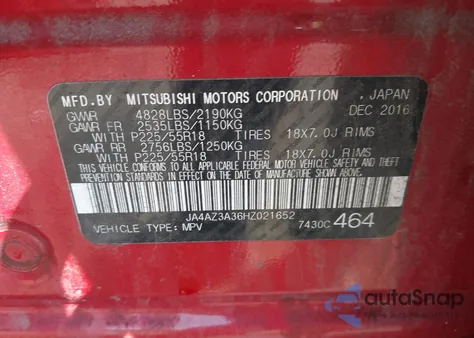 MFD.BY MITSUBISHI MOTORS CORPORATION , JAPAN
GVWR 4828LBS/2190KG DEC 2016
GAWR FR 2535LBS/1150KG
WITH P225/55R18 TIRES 18X7.0J RIMS
GAWR RR 2756LBS/1250KG
WITH P225/55R18 TIRES 18X7.0J RIMS
THIS VEHICLE CONFORMS TO ALL APPLICABLE FEDERAL MOTOR VEHICLE SAFETY, BUMPER, AND THEFT
PREVENTION STANDARDS IN EFFECT ON THE DATE OF MANUFACTURE SHOWN ABOVE.
JA4AZ3A36HZ021652
VEHICLE TYPE: MPV 7430C 464
autoSnap